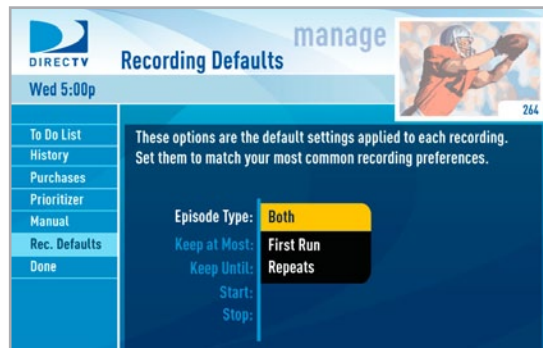 manage
DIRECTV
Recording Defaults
Wed 5:00p
264
To Do List
History
Purchases
Prioritizer
Manual
Rec. Defaults
Done
These options are the default settings applied to each recording.
Set them to match your most common recording preferences.
Episode Type: Both
Keep at Most: First Run
Keep Until: Repeats
Start:
Stop: